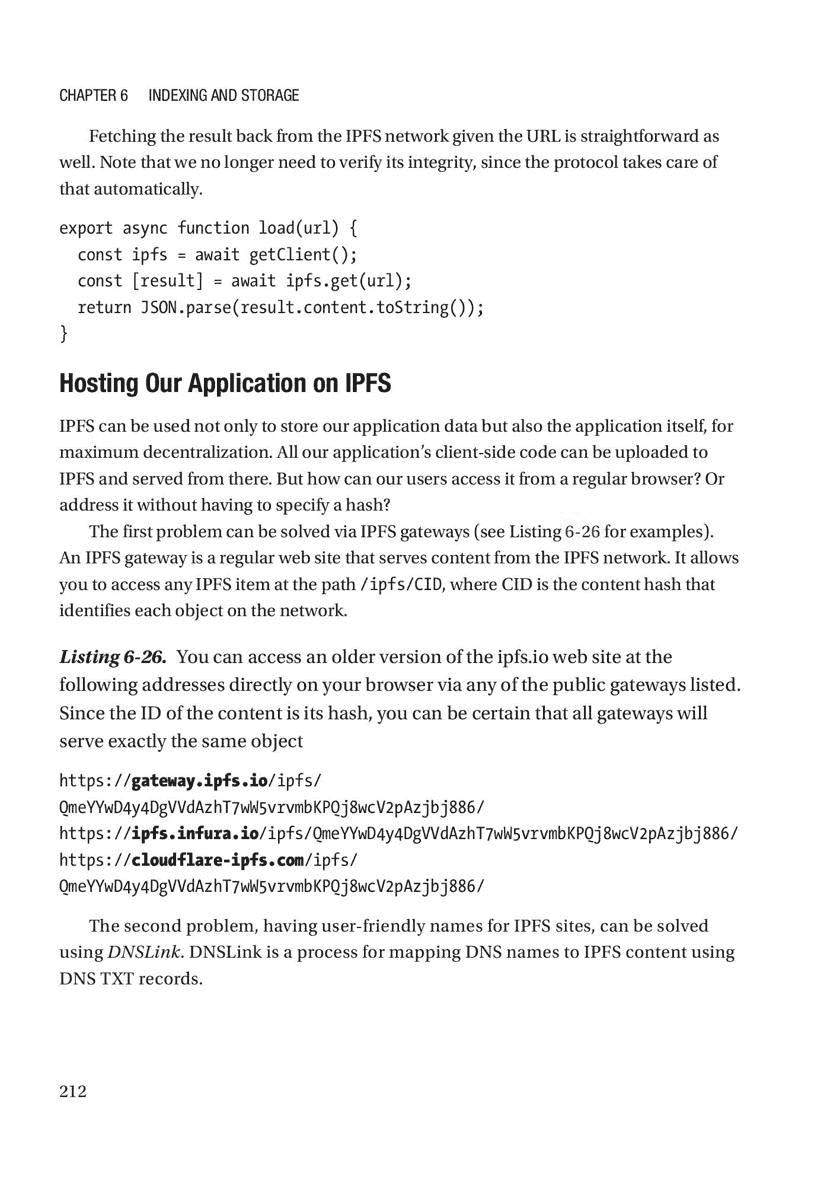 CHAPTER 6 INDEXING AND STORAGE
Fetching the result back from the IPFS network given the URL is straightforward as
well. Note that we no longer need to verify its integrity, since the protocol takes care of
that automatically.
export async function load(url) {
  const ipfs = await getClient();
  const [result] = await ipfs.get(url);
  return JSON.parse(result.content.toString());
}
Hosting Our Application on IPFS
IPFS can be used not only to store our application data but also the application itself, for
maximum decentralization. All our application’s client-side code can be uploaded to
IPFS and served from there. But how can our users access it from a regular browser? Or
address it without having to specify a hash?
The first problem can be solved via IPFS gateways (see Listing 6-26 for examples).
An IPFS gateway is a regular web site that serves content from the IPFS network. It allows
you to access any IPFS item at the path /ipfs/CID, where CID is the content hash that
identifies each object on the network.
Listing 6-26. You can access an older version of the ipfs.io web site at the
following addresses directly on your browser via any of the public gateways listed.
Since the ID of the content is its hash, you can be certain that all gateways will
serve exactly the same object
https://gateway.ipfs.io/ipfs/
QmeYYwD4y4DgVVdAzhT7wW5vrvmbKPQj8wcV2pAzjbj886/
https://ipfs.infura.io/ipfs/QmeYYwD4y4DgVVdAzhT7wW5vrvmbKPQj8wcV2pAzjbj886/
https://cloudflare-ipfs.com/ipfs/
QmeYYwD4y4DgVVdAzhT7wW5vrvmbKPQj8wcV2pAzjbj886/
The second problem, having user-friendly names for IPFS sites, can be solved
using DNSLink. DNSLink is a process for mapping DNS names to IPFS content using
DNS TXT records.
212